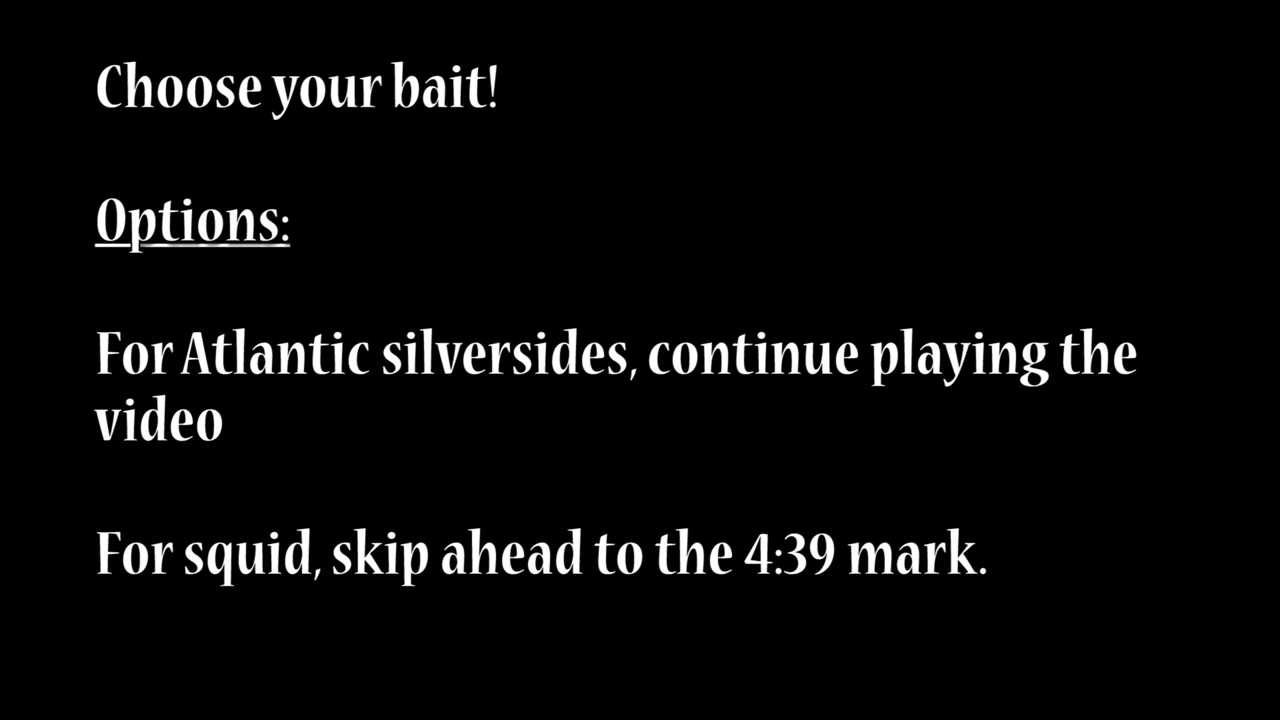 Choose your bait!
Options:
For Atlantic silversides, continue playing the
video
For squid, skip ahead to the 4:39 mark.